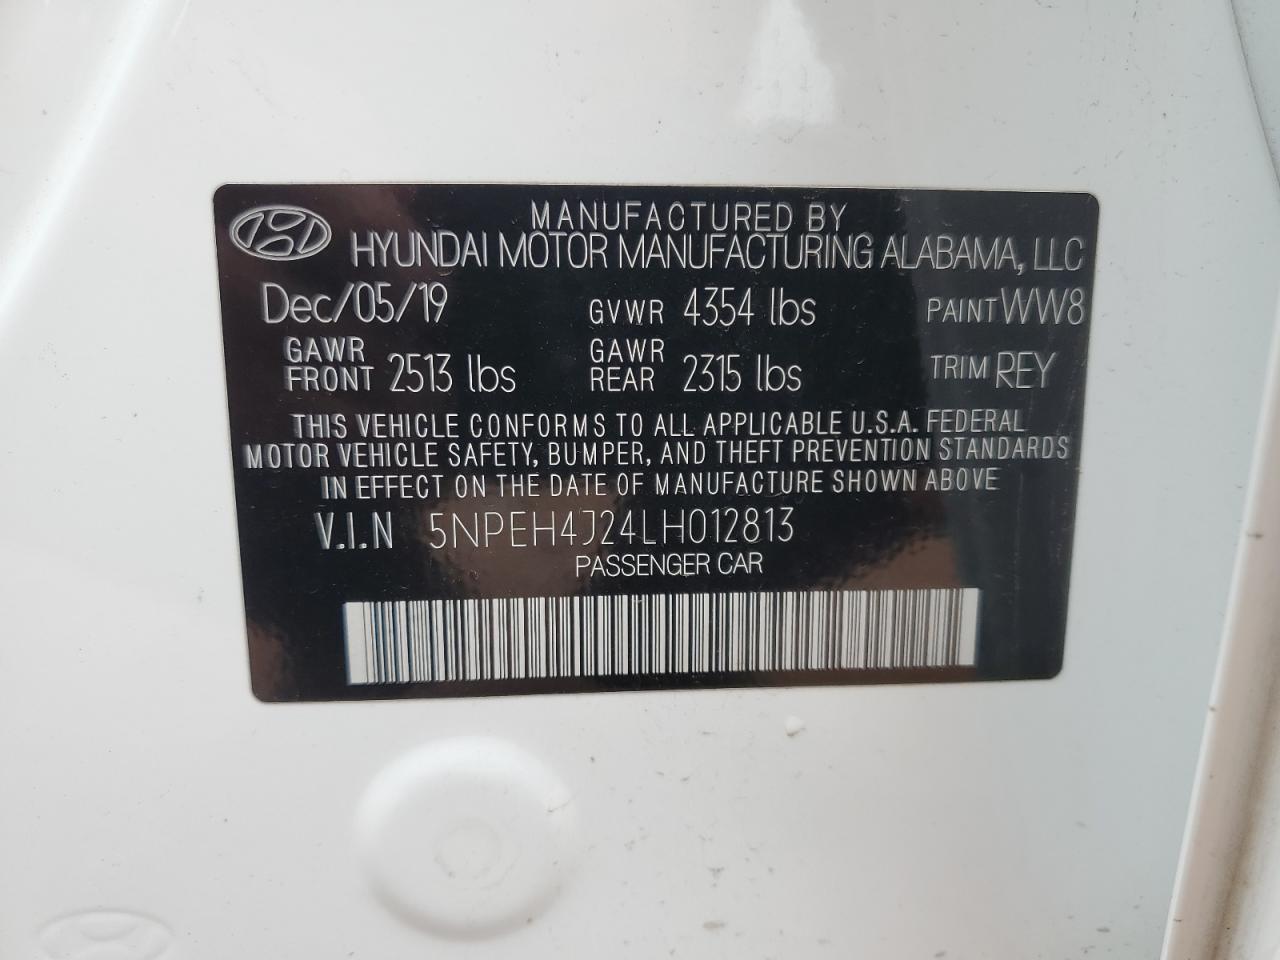 MANUFACTURED BY
HYUNDAI MOTOR MANUFACTURING ALABAMA, LLC
Dec/05/19 GVWR 4354 lbs PAINT WW8
GAWR FRONT 2513 lbs GAWR REAR 2315 lbs TRIM REY
THIS VEHICLE CONFORMS TO ALL APPLICABLE U.S.A. FEDERAL
MOTOR VEHICLE SAFETY, BUMPER, AND THEFT PREVENTION STANDARDS
IN EFFECT ON THE DATE OF MANUFACTURE SHOWN ABOVE
V.I.N 5NPEH4J24LH012813
PASSENGER CAR